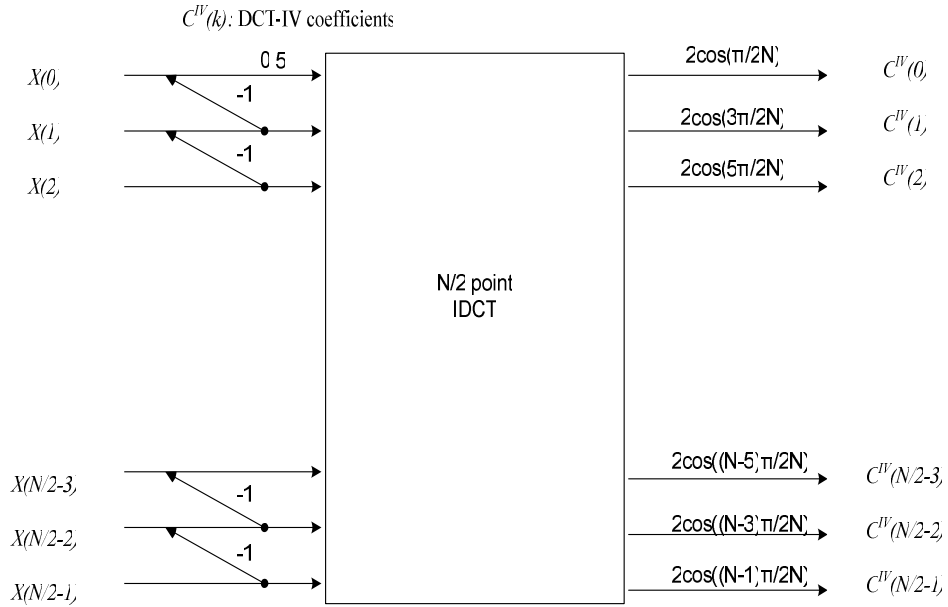 C^IV(k): DCT-IV coefficients
X(0)
0 5
2cos(π/2N)
C^IV(0)
-1
X(1)
2cos(3π/2N)
C^IV(1)
-1
X(2)
2cos(5π/2N)
C^IV(2)
N/2 point
IDCT
X(N/2-3)
2cos((N-5)π/2N)
C^IV(N/2-3)
-1
X(N/2-2)
2cos((N-3)π/2N)
C^IV(N/2-2)
-1
X(N/2-1)
2cos((N-1)π/2N)
C^IV(N/2-1)